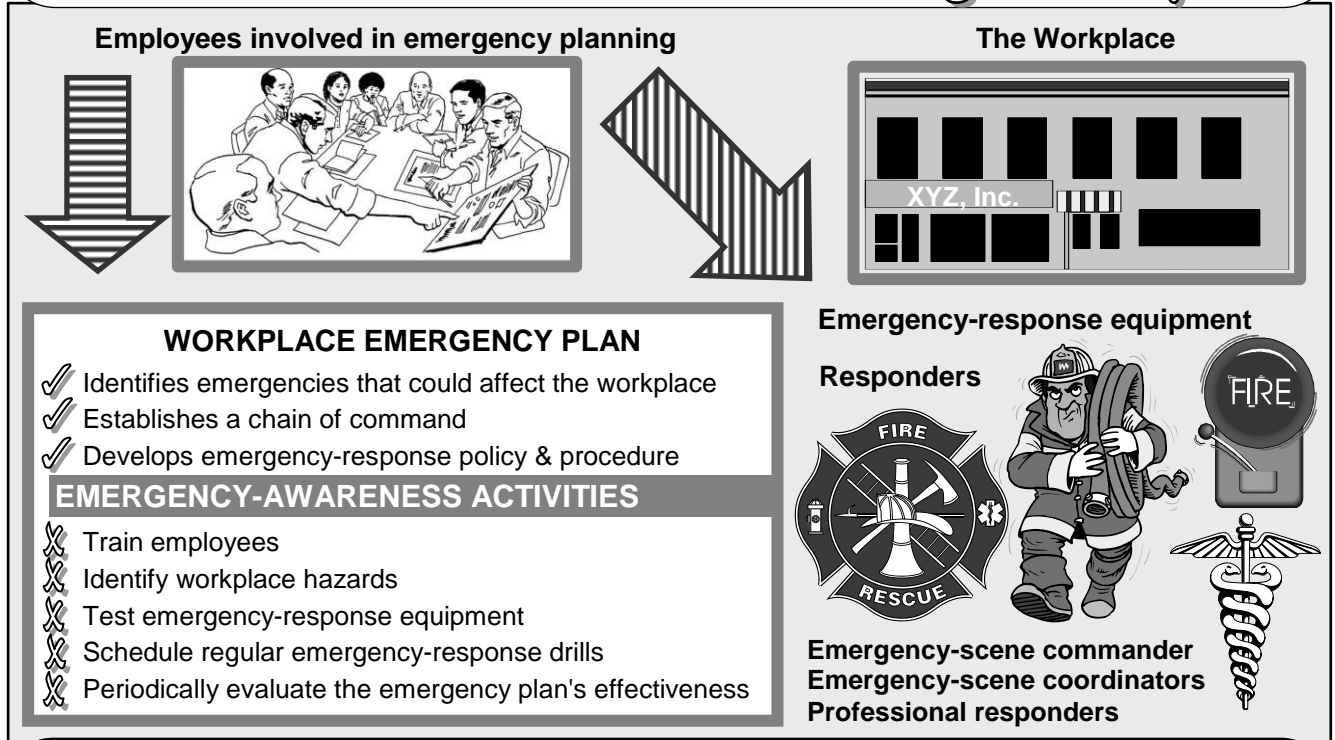 Employees involved in emergency planning
The Workplace
XYZ, Inc.
WORKPLACE EMERGENCY PLAN
Identifies emergencies that could affect the workplace
Establishes a chain of command
Develops emergency-response policy & procedure
EMERGENCY-AWARENESS ACTIVITIES
Train employees
Identify workplace hazards
Test emergency-response equipment
Schedule regular emergency-response drills
Periodically evaluate the emergency plan's effectiveness
Emergency-response equipment
Responders
FIRE
RESCUE
FIRE
Emergency-scene commander
Emergency-scene coordinators
Professional responders